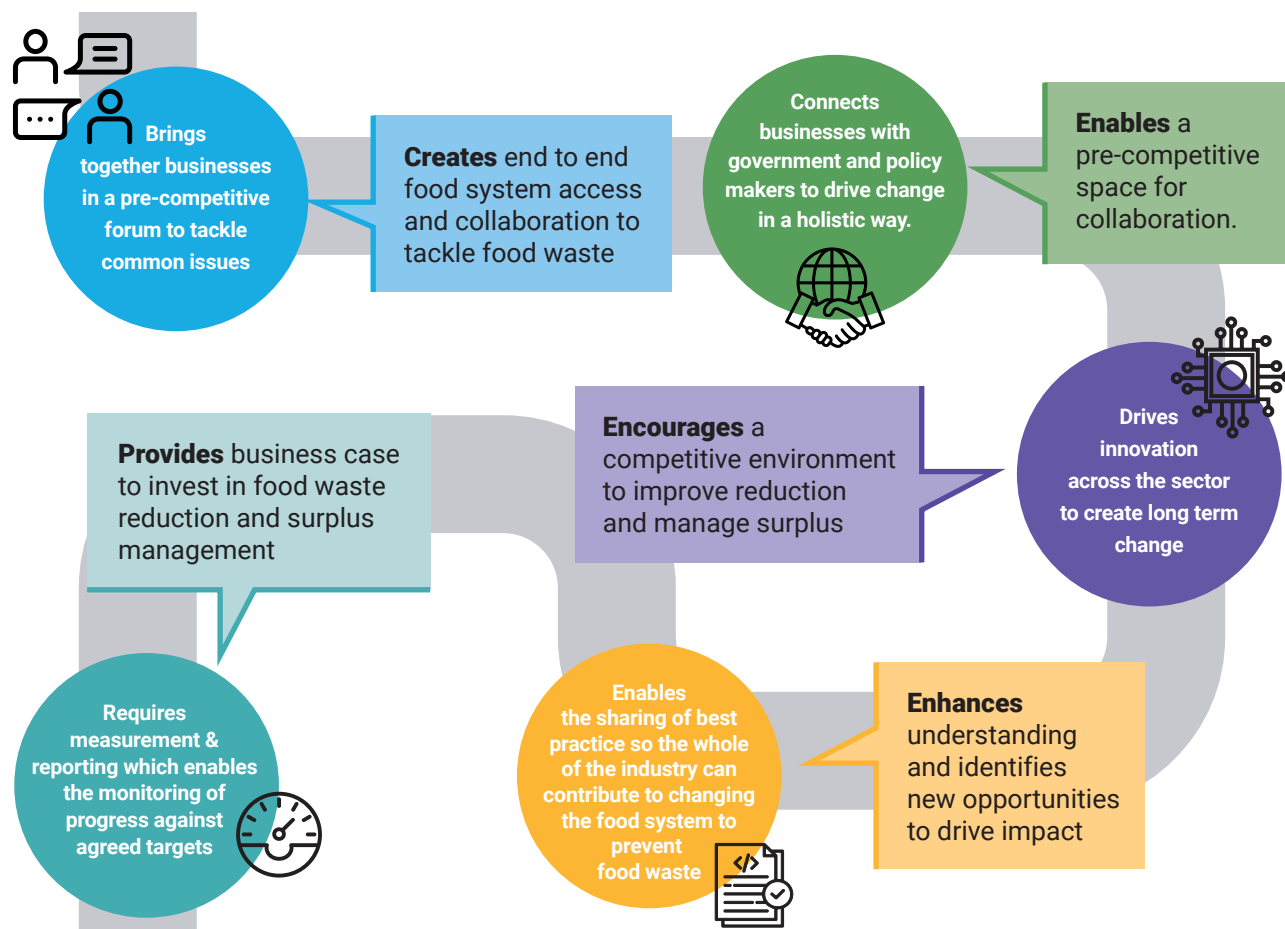 Brings
together businesses
in a pre-competitive
forum to tackle
common issues
Creates end to end
food system access
and collaboration to
tackle food waste
Connects
businesses with
government and policy
makers to drive change
in a holistic way.
Enables a
pre-competitive
space for
collaboration.
Drives
innovation
across the sector
to create long term
change
Encourages a
competitive environment
to improve reduction
and manage surplus
Enhances
understanding
and identifies
new opportunities
to drive impact
Enables
the sharing of best
practice so the whole
of the industry can
contribute to changing
the food system to
prevent
food waste
</>
Provides business case
to invest in food waste
reduction and surplus
management
Requires
measurement &
reporting which enables
the monitoring of
progress against
agreed targets